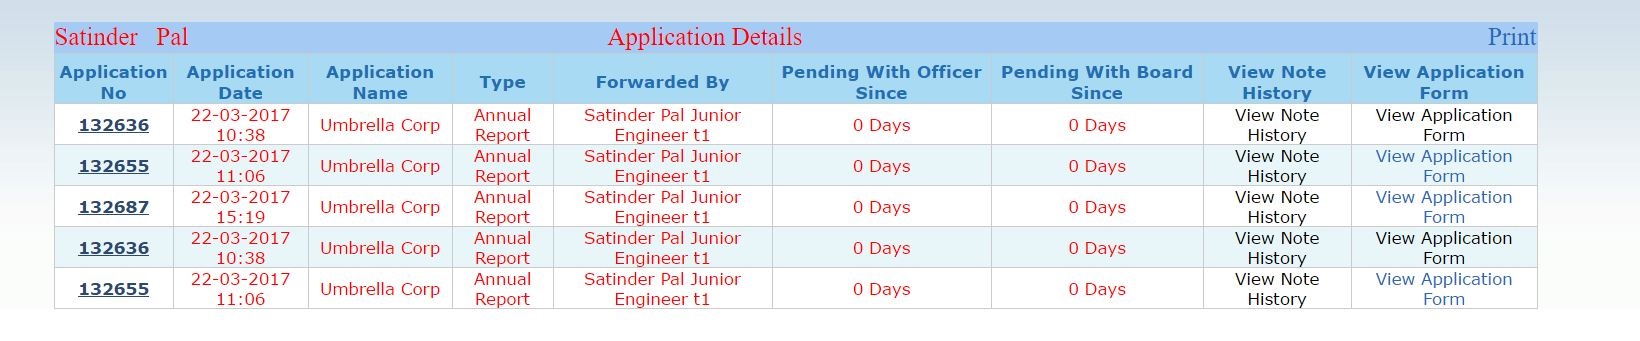 Satinder Pal Application Details Print
Application No Application Date Application Name Type Forwarded By Pending With Officer Since Pending With Board Since View Note History View Application Form
132636 22-03-2017 10:38 Umbrella Corp Annual Report Satinder Pal Junior Engineer t1 0 Days 0 Days View Note History View Application Form
132655 22-03-2017 11:06 Umbrella Corp Annual Report Satinder Pal Junior Engineer t1 0 Days 0 Days View Note History View Application Form
132687 22-03-2017 15:19 Umbrella Corp Annual Report Satinder Pal Junior Engineer t1 0 Days 0 Days View Note History View Application Form
132636 22-03-2017 10:38 Umbrella Corp Annual Report Satinder Pal Junior Engineer t1 0 Days 0 Days View Note History View Application Form
132655 22-03-2017 11:06 Umbrella Corp Annual Report Satinder Pal Junior Engineer t1 0 Days 0 Days View Note History View Application Form